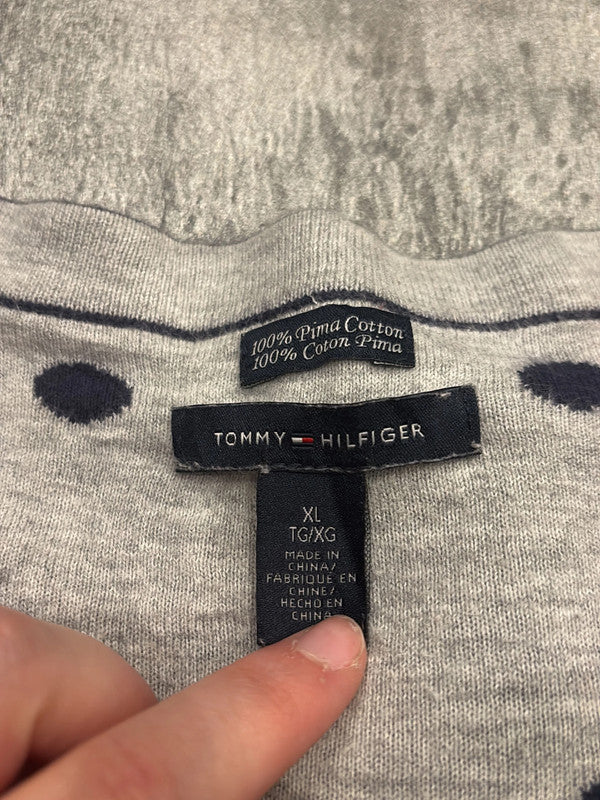 100% Pima Cotton
100% Coton Pima
TOMMY HILFIGER
XL
TG/XG
MADE IN
CHINA/
FABRIQUE EN
CHINE/
HECHO EN
CHINA